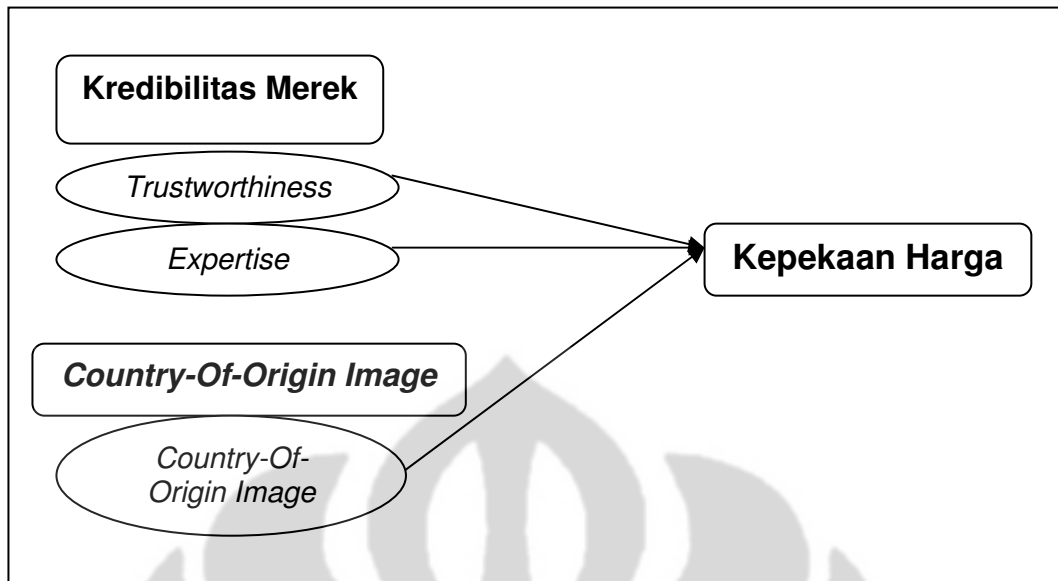 Kredibilitas Merek
Trustworthiness
Expertise
Kepekaan Harga
Country-Of-Origin Image
Country-Of-
Origin Image